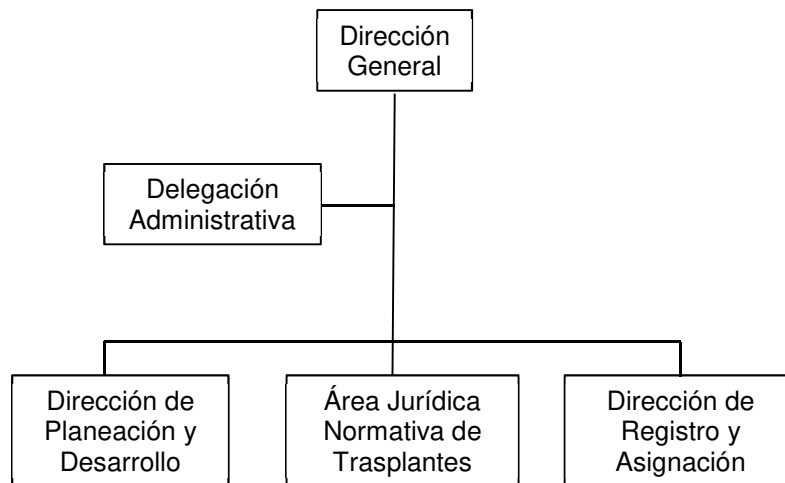 Dirección
General
Delegación
Administrativa
Dirección de
Planeación y
Desarrollo
Área Jurídica
Normativa de
Trasplantes
Dirección de
Registro y
Asignación